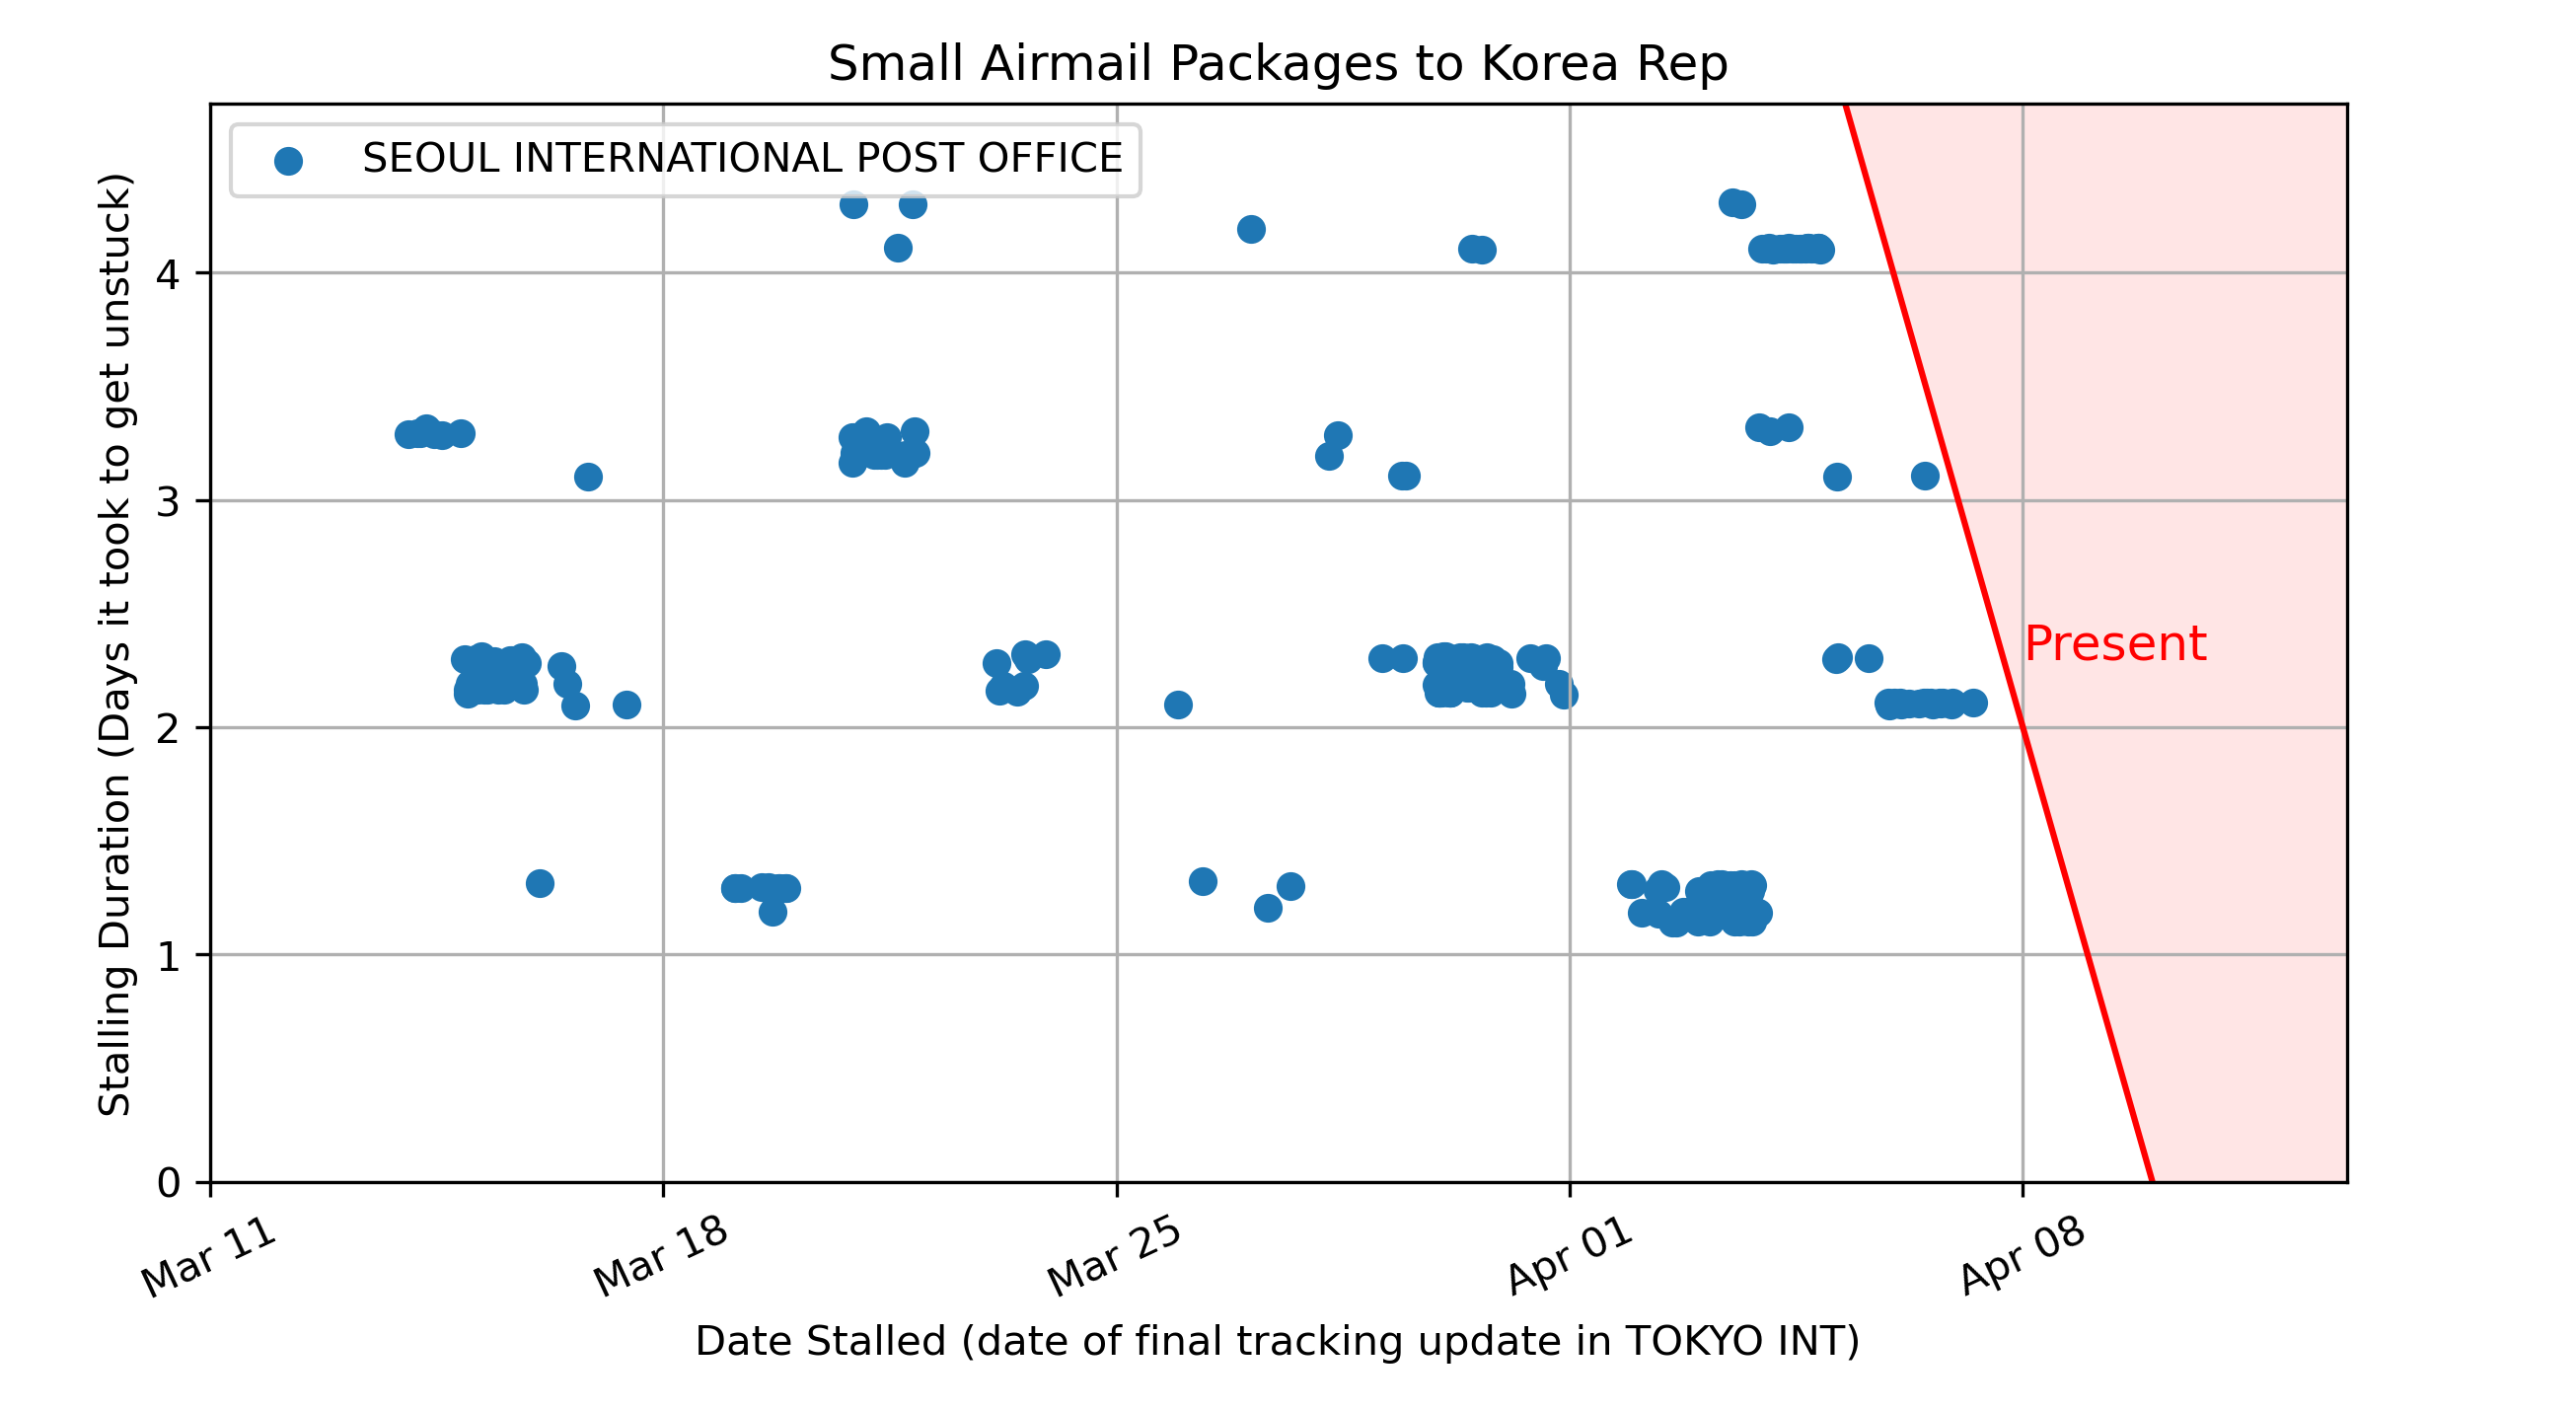 Small Airmail Packages to Korea Rep
SEOUL INTERNATIONAL POST OFFICE
Stalling Duration (Days it took to get unstuck)
4
3
2
1
0
Present
Mar 11
Mar 18
Mar 25
Apr 01
Apr 08
Date Stalled (date of final tracking update in TOKYO INT)